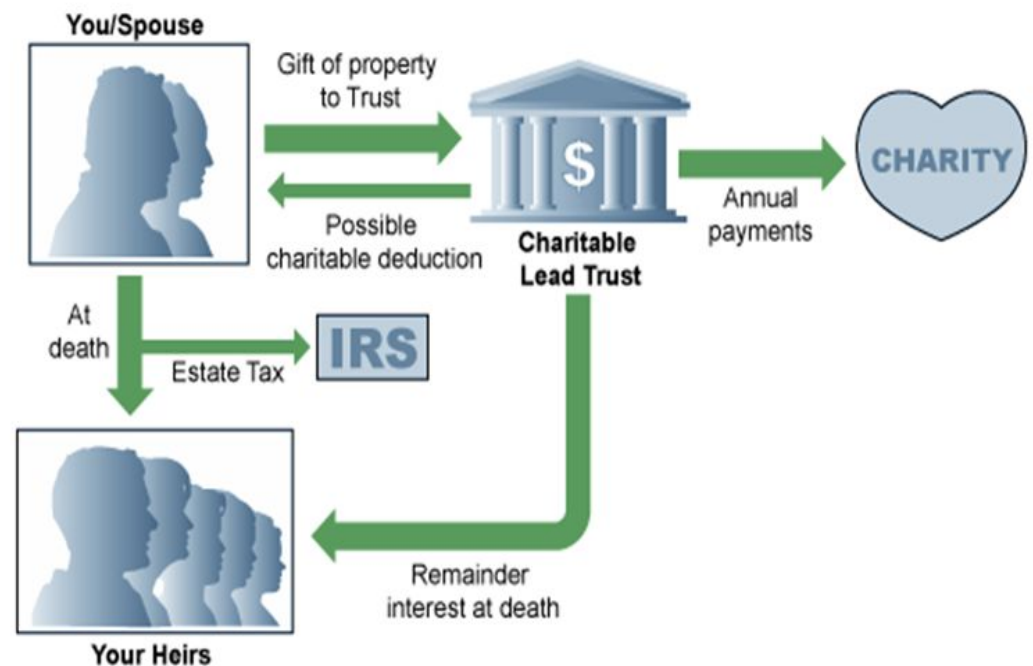 You/Spouse
Gift of property
to Trust
$
CHARITY
Possible
charitable deduction
Annual
payments
Charitable
Lead Trust
At
death
Estate Tax
IRS
Remainder
interest at death
Your Heirs